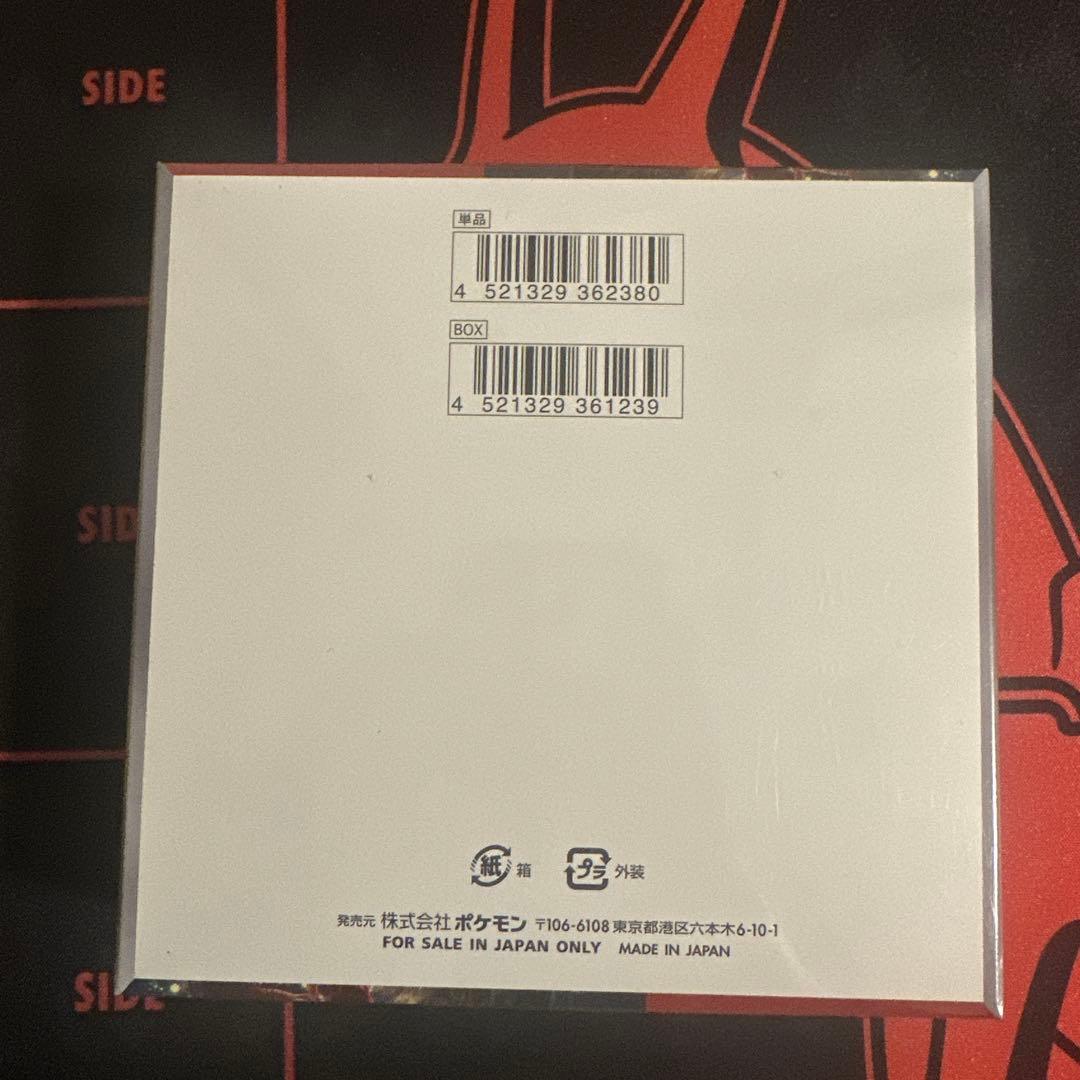 SIDE
単品
4 521329 362380
BOX
4 521329 361239
SID
紙 箱 プラ 外装
発売元 株式会社 ポケモン 〒106-6108 東京都港区六本木6-10-1
FOR SALE IN JAPAN ONLY MADE IN JAPAN
SIDE